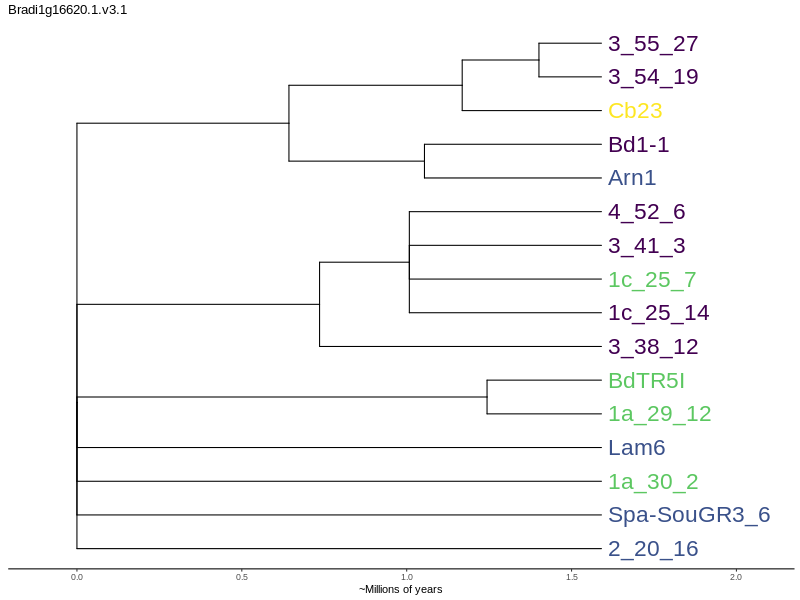 Bradi1g16620.1.v3.1
3_55_27
3_54_19
Cb23
Bd1-1
Arn1
4_52_6
3_41_3
1c_25_7
1c_25_14
3_38_12
BdTR5I
1a_29_12
Lam6
1a_30_2
Spa-SouGR3_6
2_20_16
0.0 0.5 1.0 1.5 2.0
~Millions of years